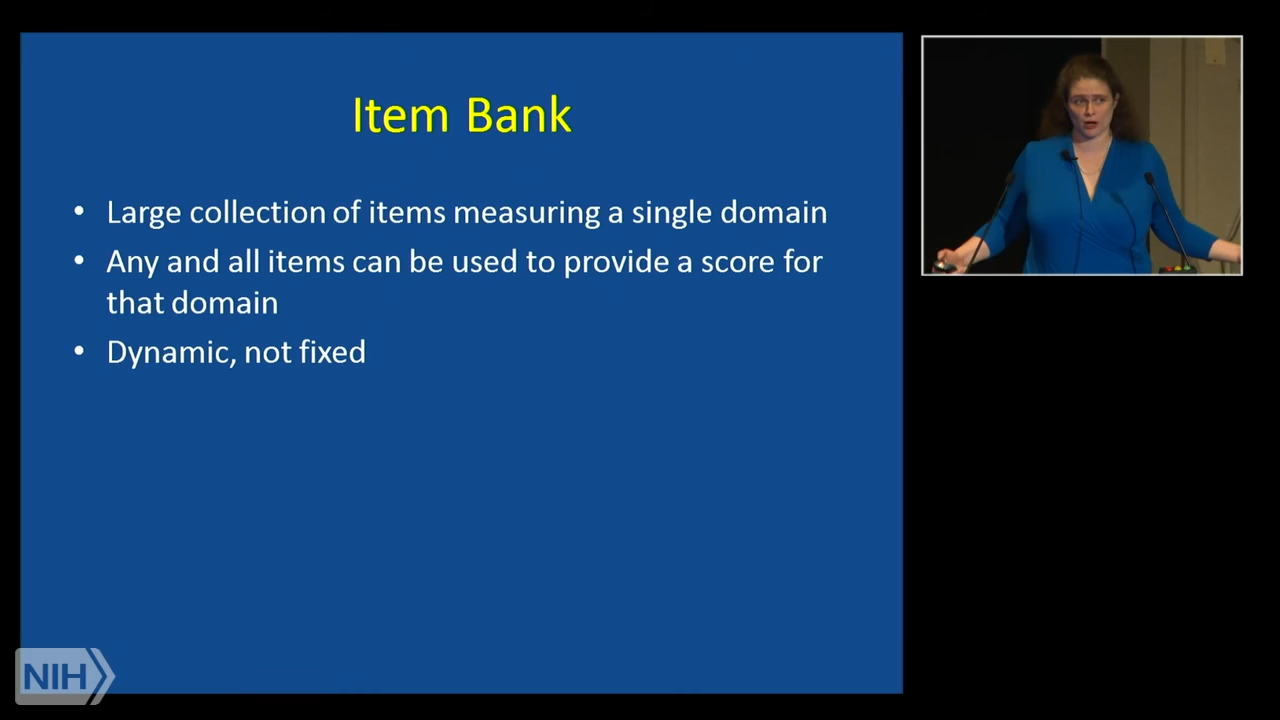 Item Bank
• Large collection of items measuring a single domain
• Any and all items can be used to provide a score for
that domain
• Dynamic, not fixed
NIH